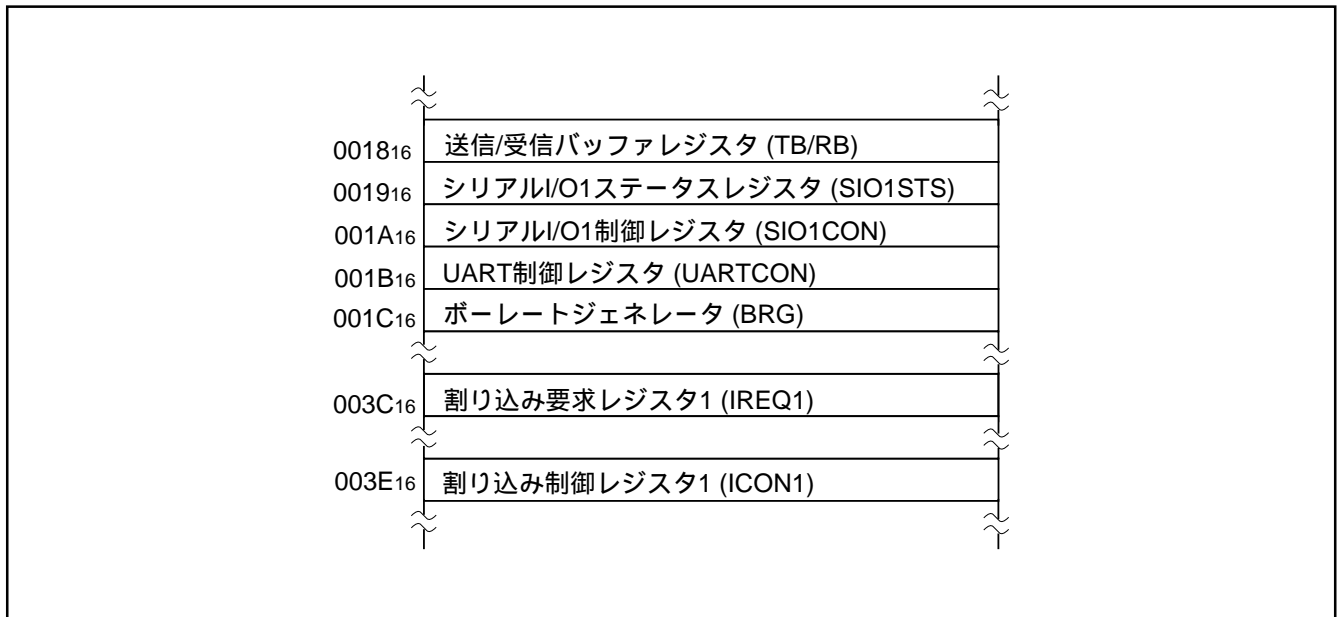 001816 送信/受信バッファレジスタ (TB/RB)
001916 シリアルI/O1ステータスレジスタ (SIO1STS)
001A16 シリアルI/O1制御レジスタ (SIO1CON)
001B16 UART制御レジスタ (UARTCON)
001C16 ボーレートジェネレータ (BRG)
003C16 割り込み要求レジスタ1 (IREQ1)
003E16 割り込み制御レジスタ1 (ICON1)